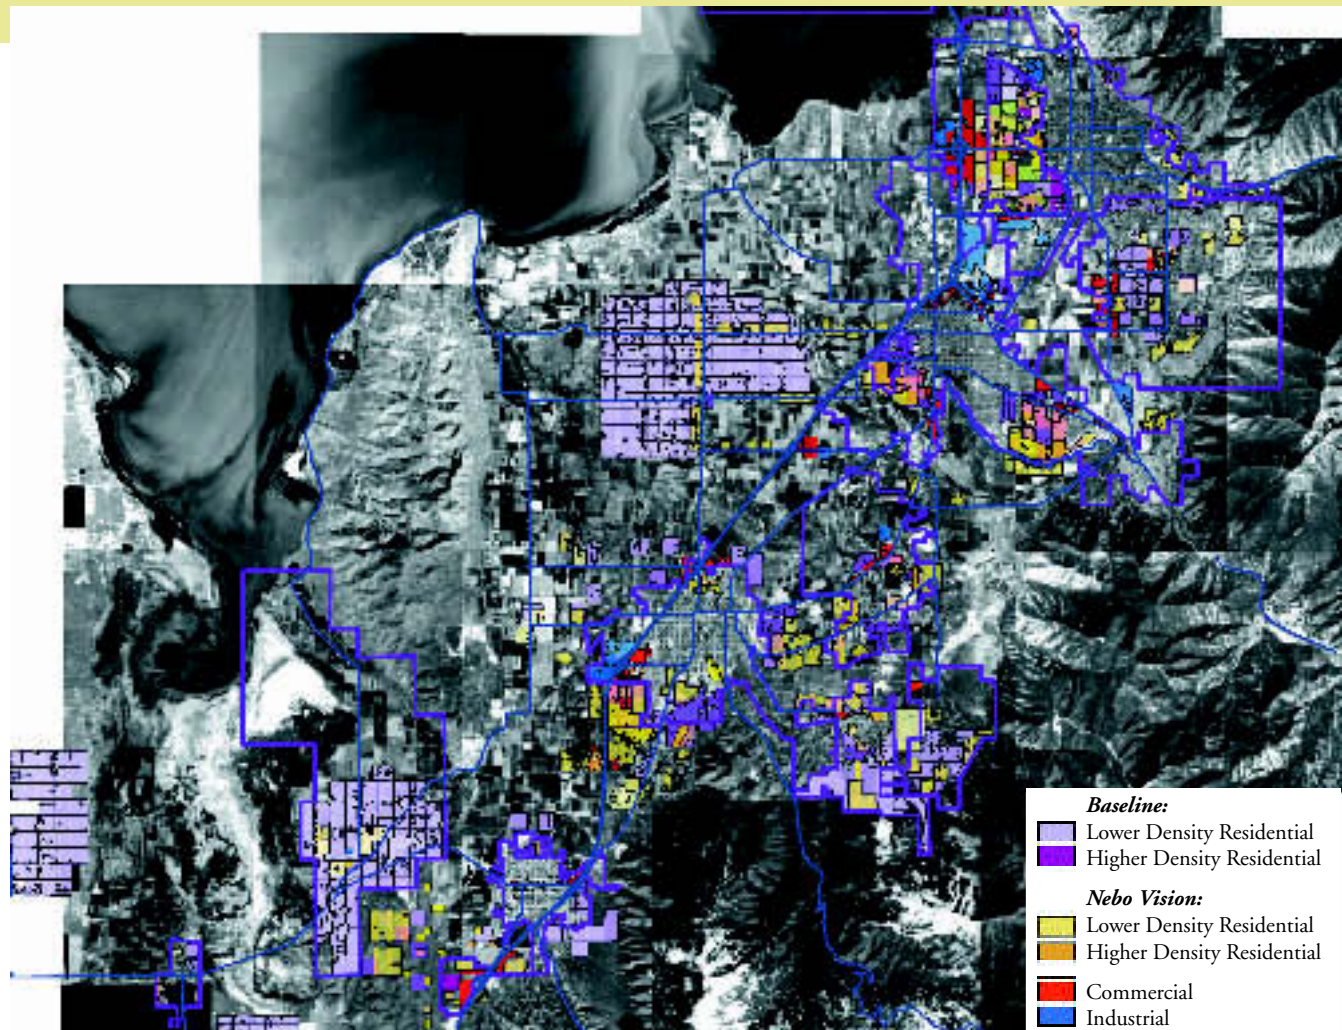 Baseline:
Lower Density Residential
Higher Density Residential
Nebo Vision:
Lower Density Residential
Higher Density Residential
Commercial
Industrial